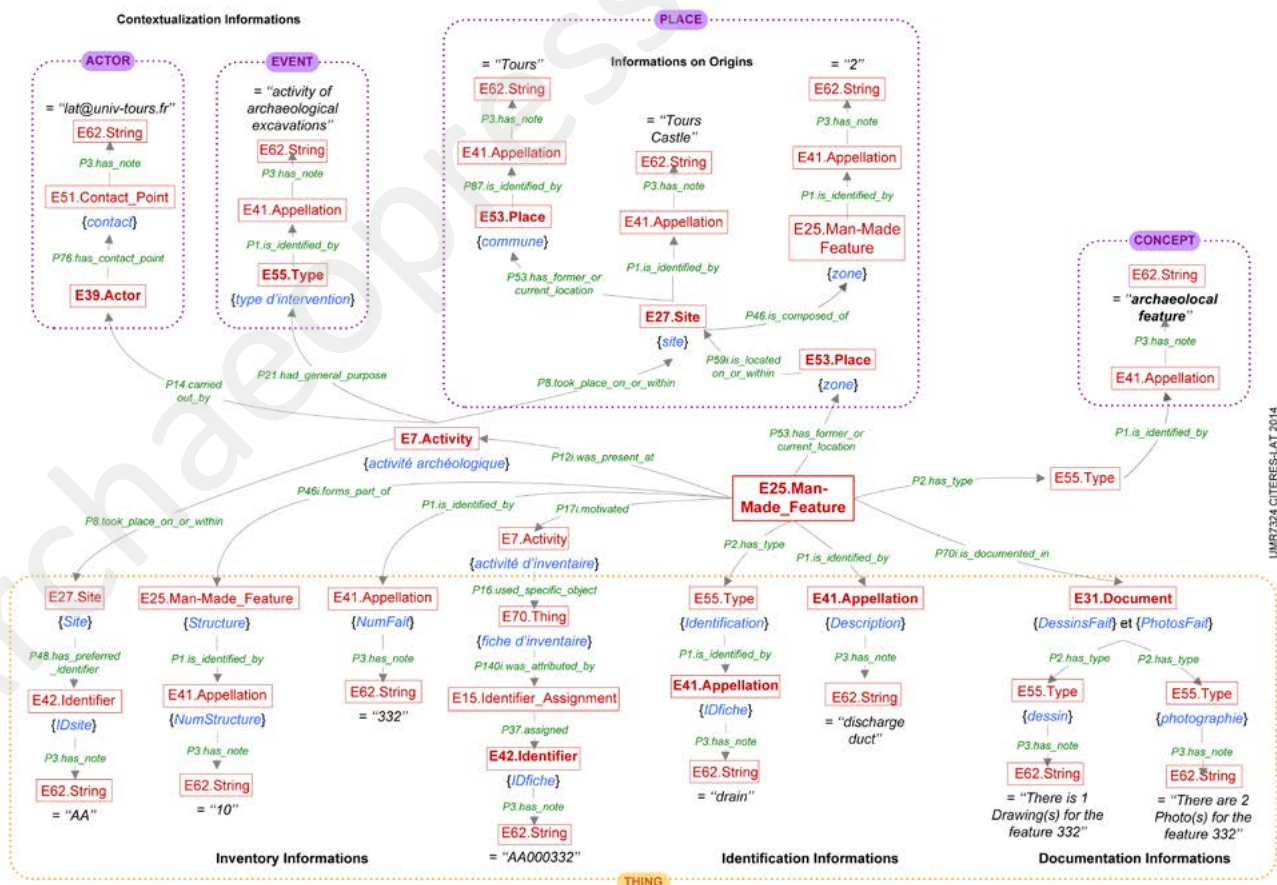 Contextualization Informations
PLACE
ACTOR
EVENT
Informations on Origins
= "Tours"
= "2"
= "lat@univ-tours.fr"
= "activity of
archaeological
excavations"
= "Tours
Castle"
E62.String
P3.has_note
E51.Contact_Point
{contact}
P76.has_contact_point
E39.Actor
E62.String
P3.has_note
E41.Appellation
P1.is_identified_by
E55.Type
{type d'intervention}
E62.String
P3.has_note
E41.Appellation
P87.is_identified_by
E53.Place
{commune}
P53.has_former_or
current_location
E62.String
P3.has_note
E41.Appellation
P1.is_identified_by
E27.Site
{site}
E62.String
P3.has_note
E41.Appellation
P1.is_identified_by
E25.Man-Made
Feature
{zone}
P46.is_composed_of
P59i.is_located
on_or_within
E53.Place
{zone}
CONCEPT
E62.String
= "archaeolocal
feature"
P3.has_note
E41.Appellation
P1.is_identified_by
E55.Type
P2.has_type
P14.carried
out_by
P21.had_general_purpose
P8.took_place_on_or_within
E7.Activity
{activité archéologique}
P12i.was_present_at
P53.has_former_or
current_location
E25.Man-
Made_Feature
P8.took_place_on_or_within
P46i.forms_part_of
P1.is_identified_by
P17i.motivated
P2.has_type
P1.is_identified_by
P70i.is_documented_in
E27.Site
{Site}
P48.has_preferred
_identifier
E42.Identifier
{IDsite}
P3.has_note
E62.String
= "AA"
E25.Man-Made_Feature
{Structure}
P1.is_identified_by
E41.Appellation
{NumStructure}
P3.has_note
E62.String
= "10"
E41.Appellation
{NumFait}
P3.has_note
E62.String
= "332"
E7.Activity
{activité d'inventaire}
P16.used_specific_object
E70.Thing
{fiche d'inventaire}
P140i.was_attributed_by
E15.Identifier_Assignment
P37.assigned
E42.Identifier
{IDfiche}
P3.has_note
E62.String
= "AA000332"
E55.Type
{Identification}
P1.is_identified_by
E41.Appellation
{IDfiche}
P3.has_note
E62.String
= "drain"
E41.Appellation
{Description}
P3.has_note
E62.String
= "discharge
duct"
E31.Document
{DessinsFait} et {PhotosFait}
P2.has_type
P2.has_type
E55.Type
{dessin}
P3.has_note
E62.String
= "There is 1
Drawing(s) for the
feature 332"
E55.Type
{photographie}
P3.has_note
E62.String
= "There are 2
Photo(s) for the
feature 332"
Inventory Informations
Identification Informations
Documentation Informations
THING
UMR7324 CITERES-LAT 2014